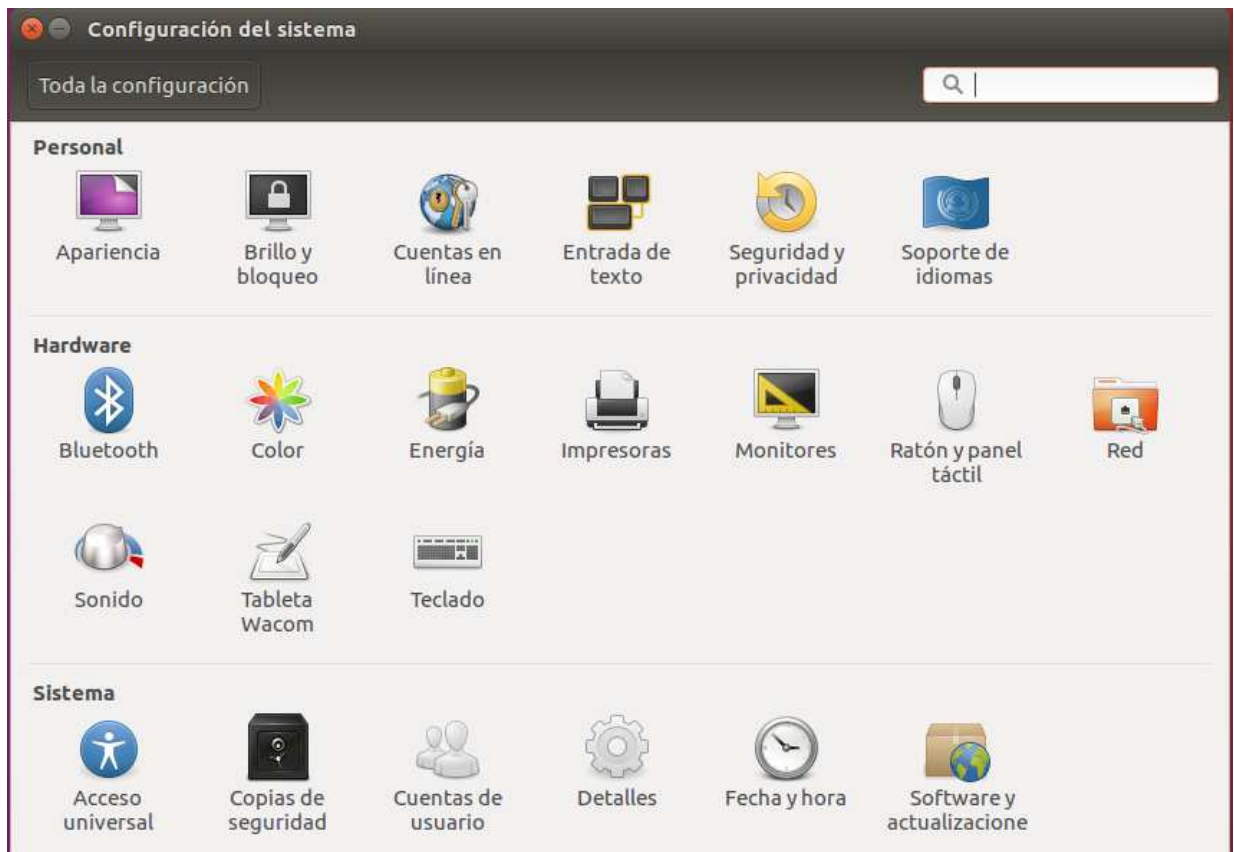 Configuración del sistema
Toda la configuración
Personal
Apariencia
Brillo y
bloqueo
Cuentas en
línea
Entrada de
texto
Seguridad y
privacidad
Soporte de
idiomas
Hardware
Bluetooth
Color
Energía
Impresoras
Monitores
Ratón y panel
táctil
Red
Sonido
Tableta
Wacom
Teclado
Sistema
Acceso
universal
Copias de
seguridad
Cuentas de
usuario
Detalles
Fecha y hora
Software y
actualizacione